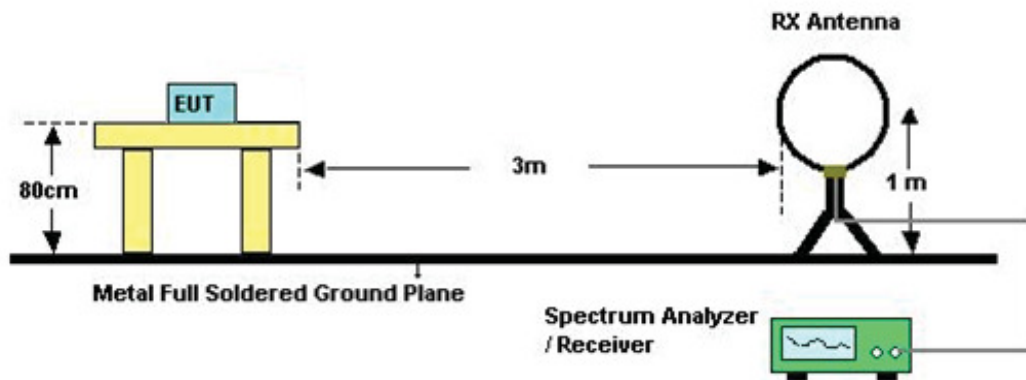 RX Antenna
EUT
80cm
3m
1 m
Metal Full Soldered Ground Plane
Spectrum Analyzer
/ Receiver